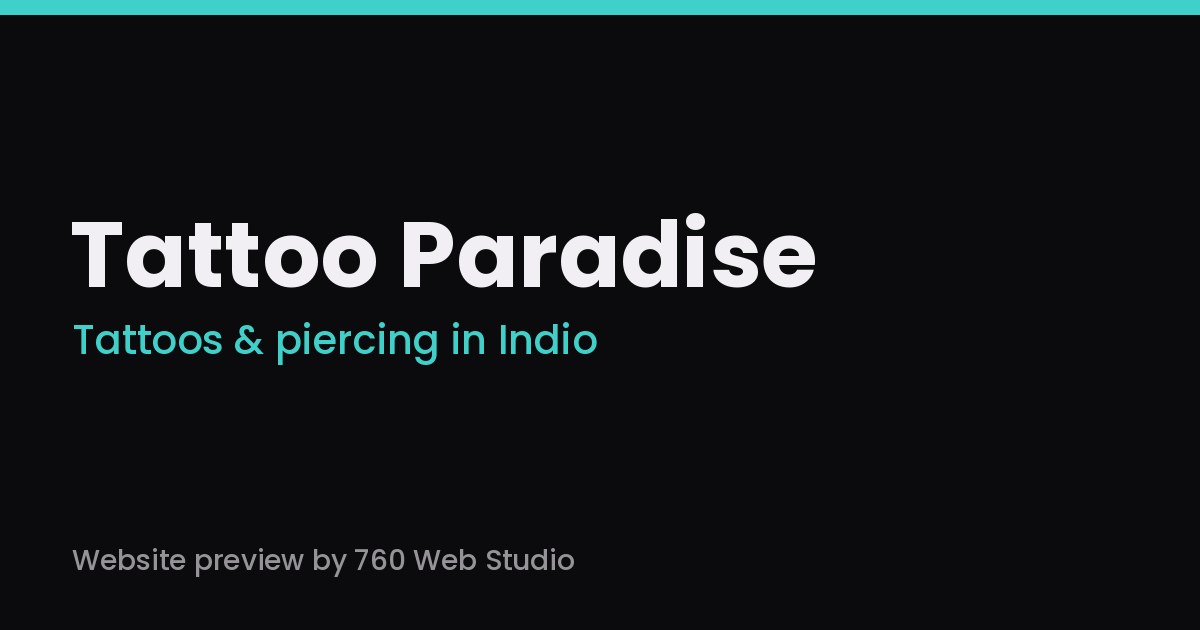 Tattoo Paradise
Tattoos & piercing in Indio
Website preview by 760 Web Studio